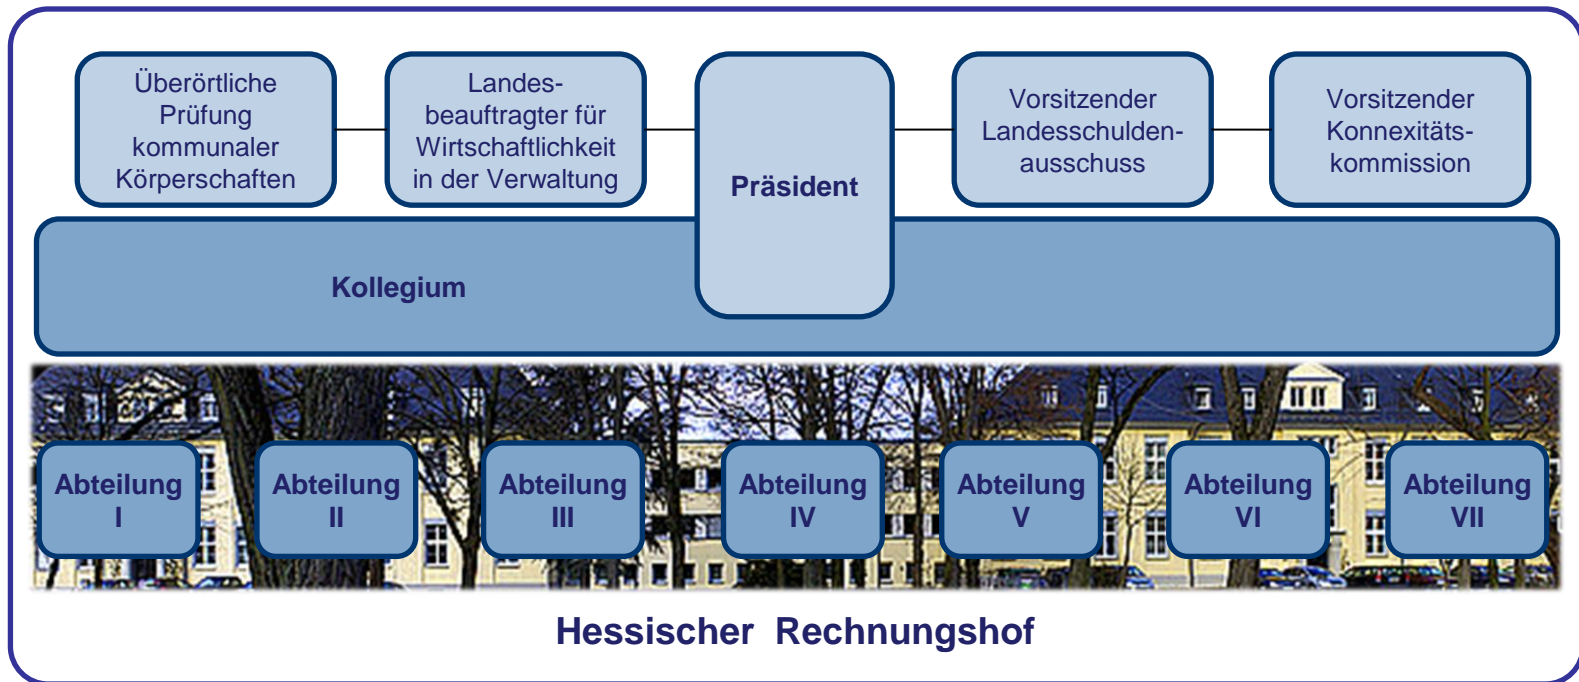 Überörtliche
Prüfung
kommunaler
Körperschaften
Landes-
beauftragter für
Wirtschaftlichkeit
in der Verwaltung
Präsident
Vorsitzender
Landesschulden-
ausschuss
Vorsitzender
Konnexitäts-
kommission
Kollegium
Abteilung
I
Abteilung
II
Abteilung
III
Abteilung
IV
Abteilung
V
Abteilung
VI
Abteilung
VII
Hessischer Rechnungshof